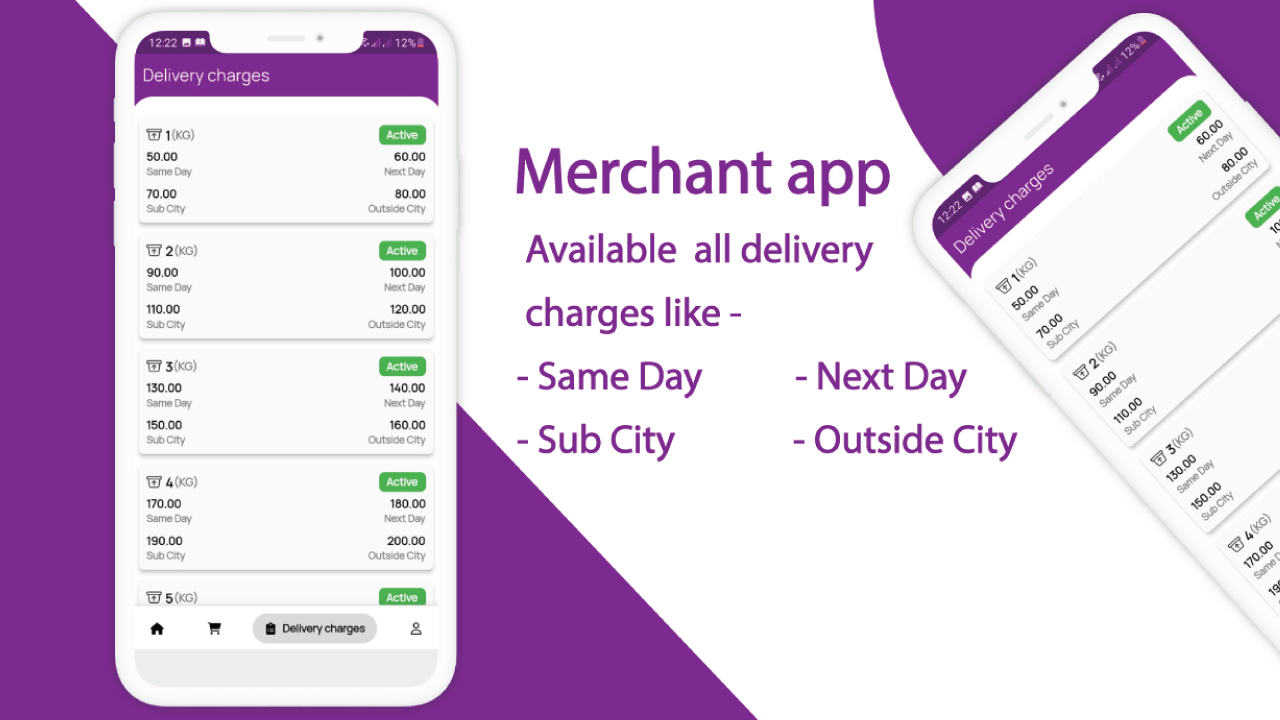 12:22 12%
Delivery charges
1(KG) Active
50.00 60.00
Same Day Next Day
70.00 80.00
Sub City Outside City
2(KG) Active
90.00 100.00
Same Day Next Day
110.00 120.00
Sub City Outside City
3(KG) Active
130.00 140.00
Same Day Next Day
150.00 160.00
Sub City Outside City
4(KG) Active
170.00 180.00
Same Day Next Day
190.00 200.00
Sub City Outside City
5(KG) Active
Delivery charges
Merchant app
Available all delivery
charges like -
- Same Day - Next Day
- Sub City - Outside City
12:22 12%
Delivery charges
1(KG) Active
50.00 60.00
Same Day Next Day
70.00 80.00
Sub City Outside City
2(KG) Active
90.00
Same Day
110.00
Sub City
3(KG)
130.00
Same Day
150.00
Sub City
4(KG)
170.00
Same Day